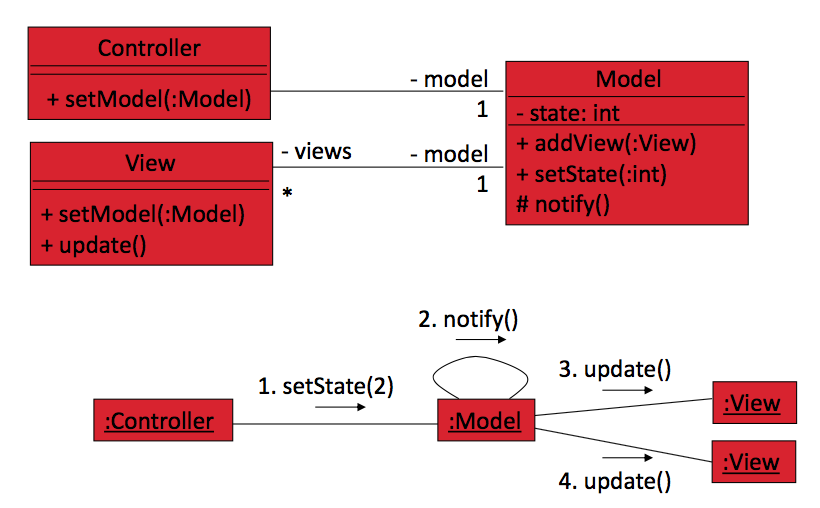 Controller
+ setModel(:Model)
- model
1
Model
- state: int
+ addView(:View)
+ setState(:int)
# notify()
View
+ setModel(:Model)
+ update()
- views
*
- model
1
2. notify()
1. setState(2)
3. update()
:Controller
:Model
:View
:View
4. update()